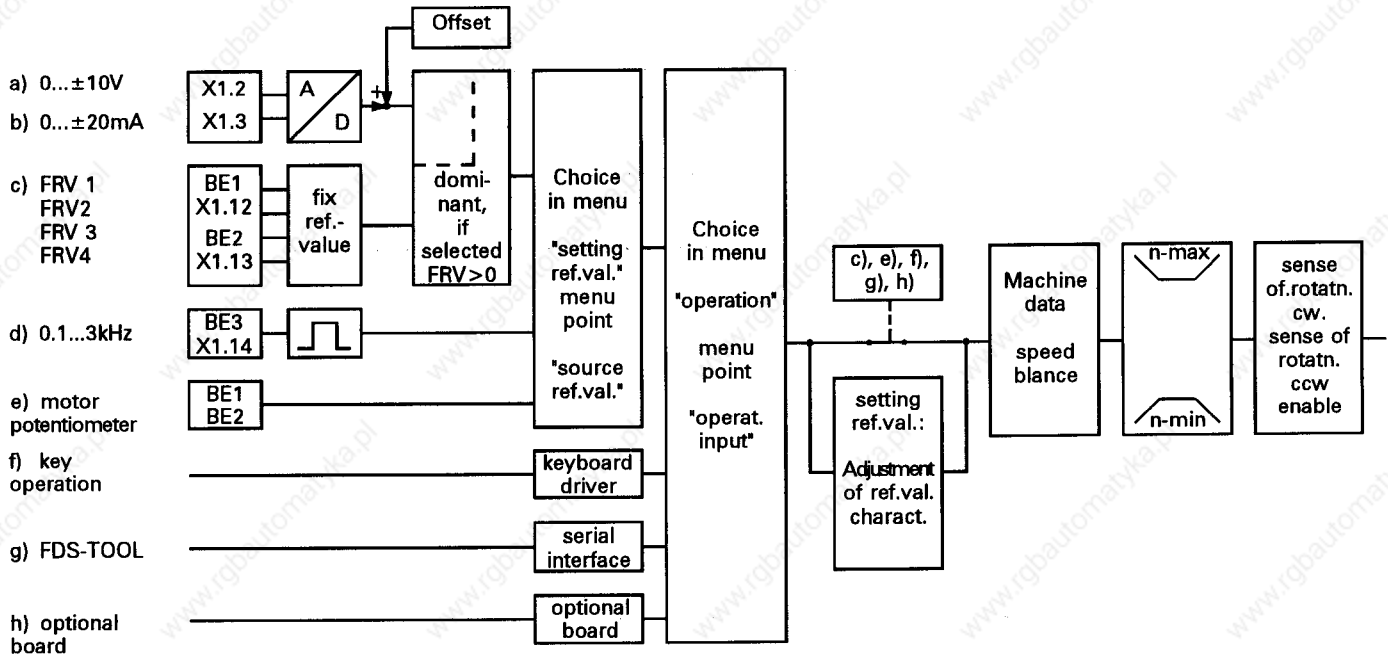 Offset
a) 0...±10V
b) 0...±20mA
X1.2
X1.3
A
D
+
c) FRV 1
FRV2
FRV 3
FRV4
BE1
X1.12
BE2
X1.13
fix
ref.-
value
domi-
nant,
if
selected
FRV>0
d) 0.1...3kHz
BE3
X1.14
e) motor
potentiometer
BE1
BE2
Choice
in menu
"setting
ref.val."
menu
point
"source
ref.val."
f) key
operation
keyboard
driver
g) FDS-TOOL
serial
interface
h) optional
board
optional
board
Choice
in menu
"operation"
menu
point
"operat.
input"
c), e), f),
g), h)
setting
ref.val.:
Adjustment
of ref.val.
charact.
Machine
data
speed
blance
n-max
n-min
sense
of.rotatn.
cw.
sense of
rotatn.
ccw
enable
www.rgbautomatyka.pl